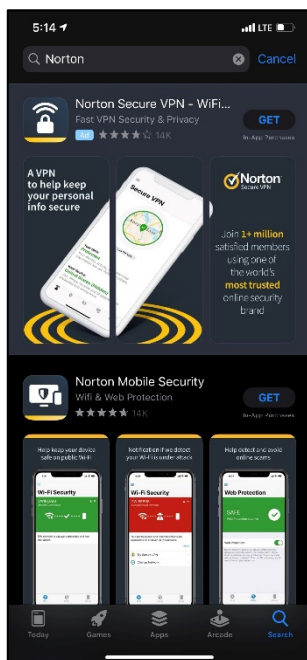 5:14
LTE
Norton
Cancel
Norton Secure VPN - WiFi...
Fast VPN Security & Privacy
Ad
14K
GET
In-App Purchases
A VPN
to help keep
your personal
info secure
Secure VPN
Norton
Secure VPN
Join 1+ million
satisfied members
using one of
the world's
most trusted
online security
brand
Norton Mobile Security
Wifi & Web Protection
14K
GET
In-App Purchases
Help keep your device
safe on public Wi-Fi
Wi-Fi Security
Notification if we detect
your Wi-Fi is under attack
Wi-Fi Security
Help detect and avoid
online scams
Web Protection
SAFE
Today
Games
Apps
Arcade
Search